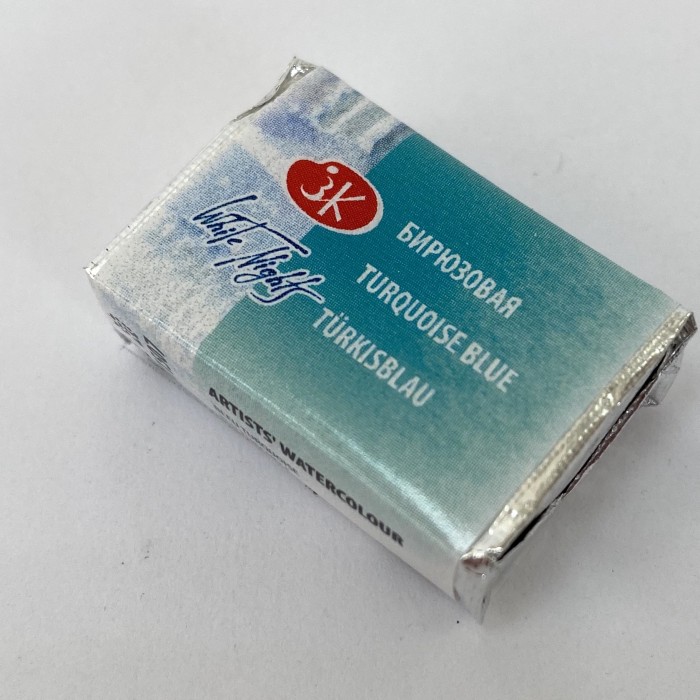 ЗК
White Nights
БИРЮЗОВАЯ
TURQUOISE BLUE
TÜRKISBLAU
ARTISTS' WATERCOLOUR